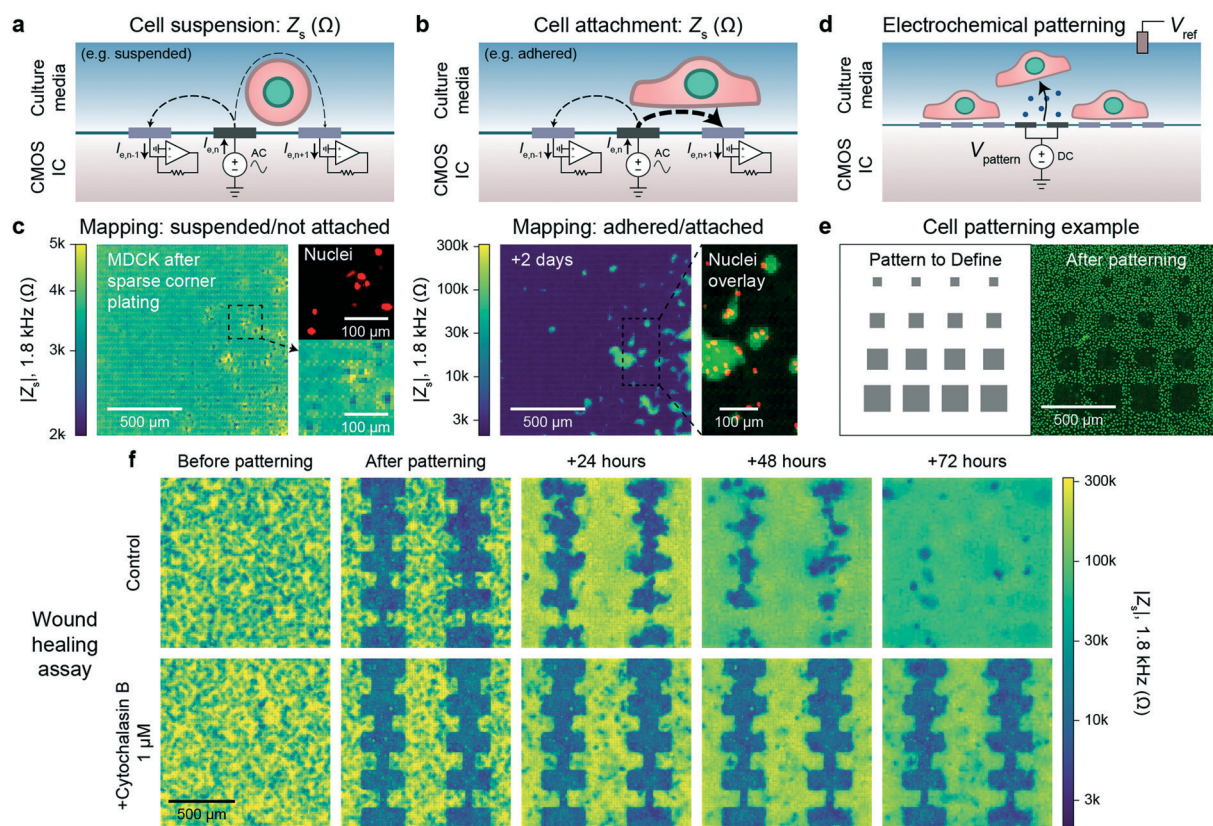 a
Cell suspension: Zs (Ω)
(e.g. suspended)
Culture media
CMOS IC
Ie,n-1
Ie,n
AC
Ie,n+1
b
Cell attachment: Zs (Ω)
(e.g. adhered)
Culture media
CMOS IC
Ie,n-1
Ie,n
AC
Ie,n+1
d
Electrochemical patterning
Vref
Culture media
CMOS IC
Vpattern
DC
c
Mapping: suspended/not attached
|Zs|, 1.8 kHz (Ω)
5k
4k
3k
2k
MDCK after
sparse corner
plating
500 µm
Nuclei
100 µm
100 µm
Mapping: adhered/attached
|Zs|, 1.8 kHz (Ω)
300k
100k
30k
10k
3k
+2 days
500 µm
Nuclei
overlay
100 µm
e
Cell patterning example
Pattern to Define
After patterning
500 µm
f
Before patterning
After patterning
+24 hours
+48 hours
+72 hours
Wound
healing
assay
Control
+Cytochalasin B
1 µM
500 µm
300k
100k
30k
10k
3k
|Zs|, 1.8 kHz (Ω)